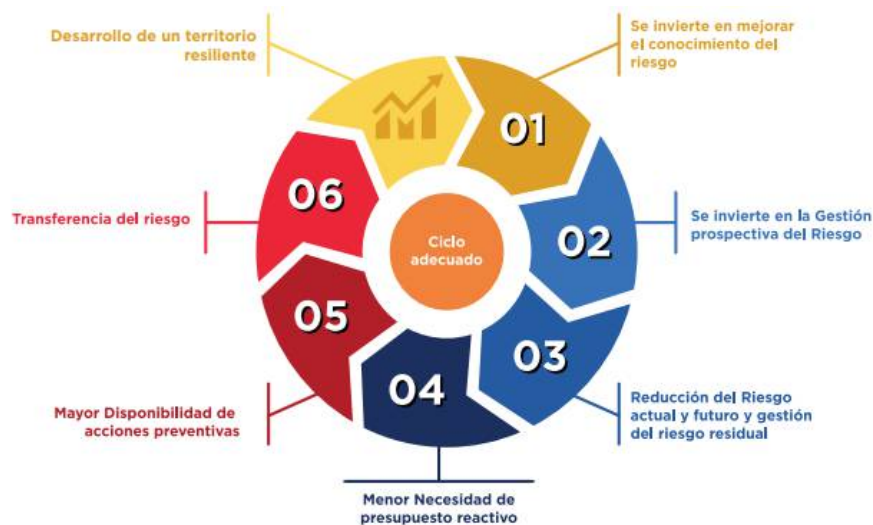 Desarrollo de un territorio
resiliente
Se invierte en mejorar
el conocimiento del
riesgo
01
06
02
Transferencia del riesgo
Ciclo
adecuado
Se invierte en la Gestión
prospectiva del Riesgo
05
03
04
Mayor Disponibilidad de
acciones preventivas
Reducción del Riesgo
actual y futuro y gestión
del riesgo residual
Menor Necesidad de
presupuesto reactivo